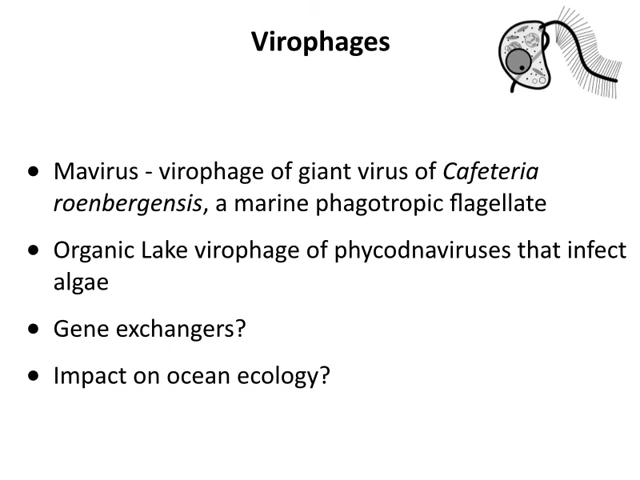 Virophages
• Mavirus - virophage of giant virus of Cafeteria
roenbergensis, a marine phagotropic flagellate
• Organic Lake virophage of phycodnaviruses that infect
algae
• Gene exchangers?
• Impact on ocean ecology?